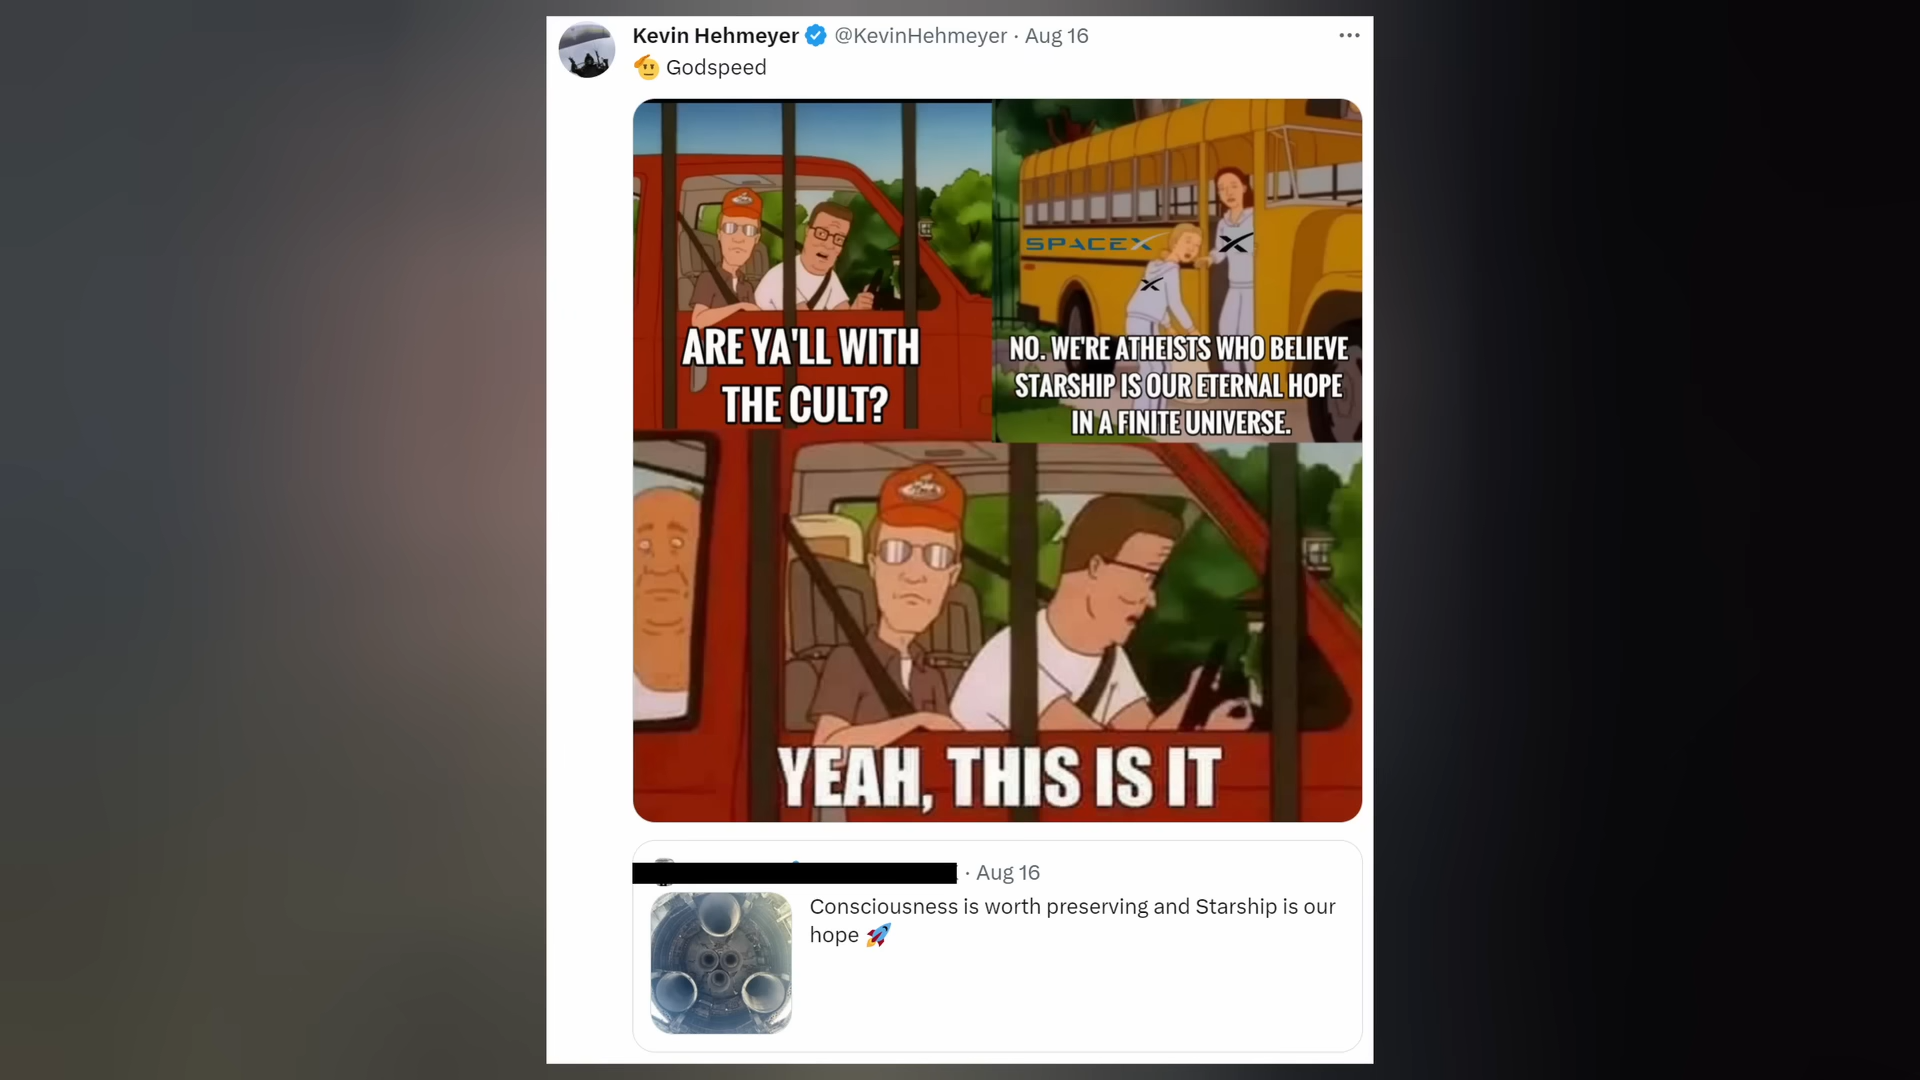 Kevin Hehmeyer @KevinHehmeyer · Aug 16
Godspeed
ARE YA'LL WITH
THE CULT?
SPACEX
X
X
NO. WE'RE ATHEISTS WHO BELIEVE
STARSHIP IS OUR ETERNAL HOPE
IN A FINITE UNIVERSE.
YEAH, THIS IS IT
· Aug 16
Consciousness is worth preserving and Starship is our
hope